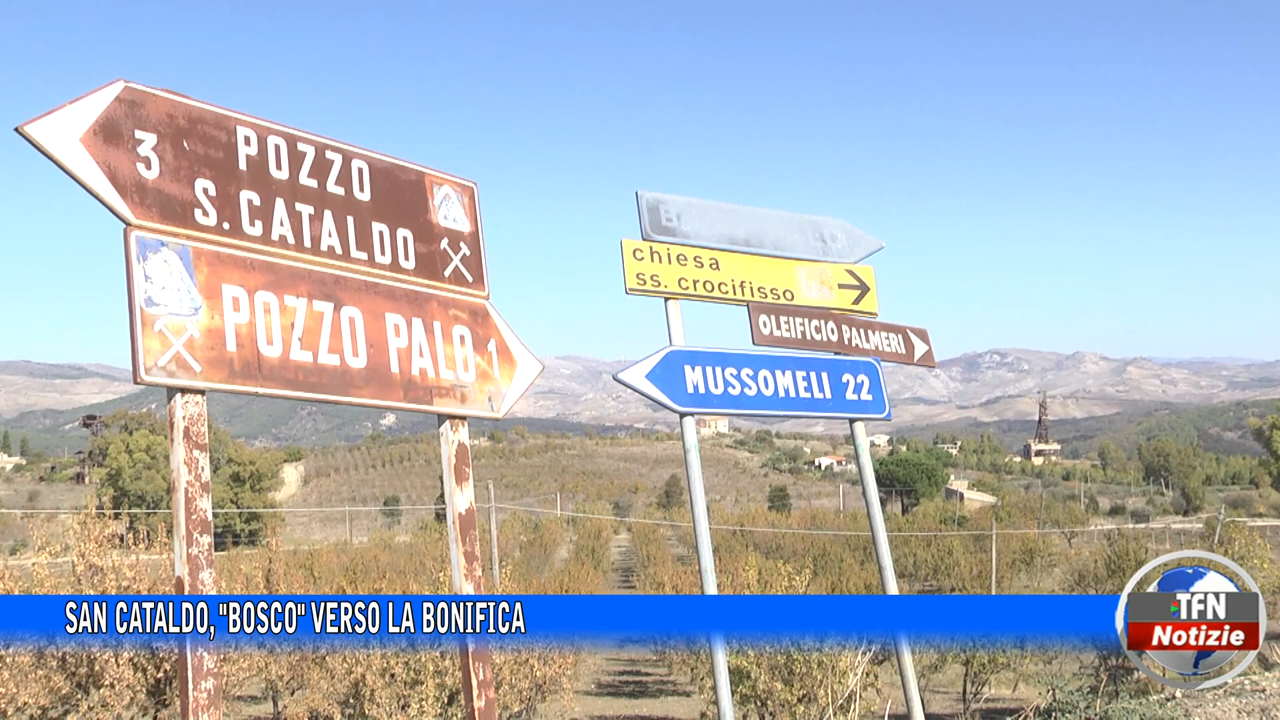 3 POZZO
S. CATALDO
POZZO PALO 1
chiesa
ss. crocifisso
OLEIFICIO PALMERI
MUSSOMELI 22
SAN CATALDO, "BOSCO" VERSO LA BONIFICA
TFN
Notizie